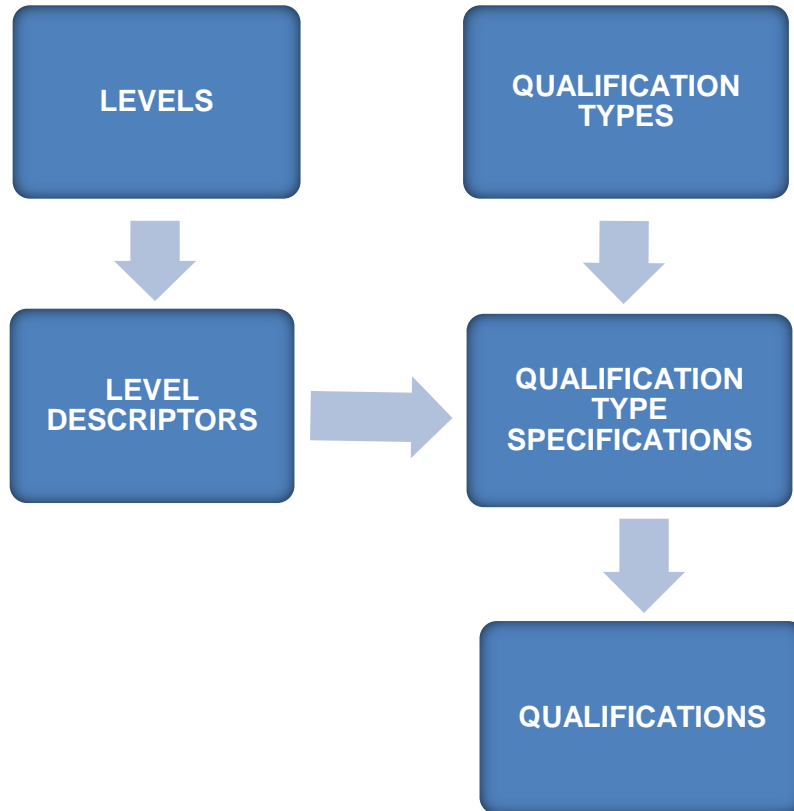 LEVELS
QUALIFICATION
TYPES
LEVEL
DESCRIPTORS
QUALIFICATION
TYPE
SPECIFICATIONS
QUALIFICATIONS